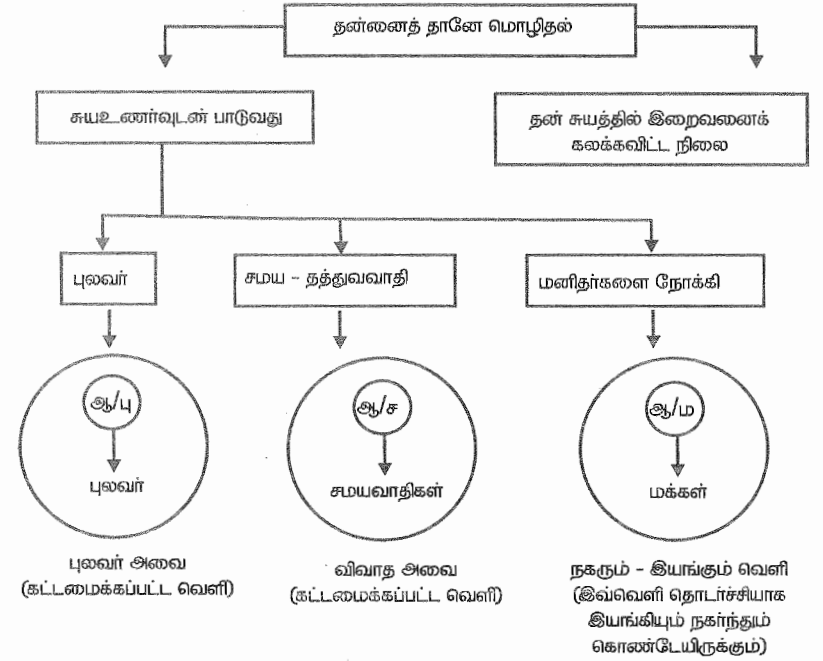 தன்னைத் தானே மொழிதல்
சுயஉணர்வுடன் பாடுவது
தன் சுயத்தில் இறைவனைக்
கலக்கவிட்ட நிலை
புலவர்
சமய - தத்துவவாதி
மனிதர்களை நோக்கி
ஆ/பு
ஆ/ச
ஆ/ம
புலவர்
சமயவாதிகள்
மக்கள்
புலவர் அவை
(கட்டமைக்கப்பட்ட வெளி)
விவாத அவை
(கட்டமைக்கப்பட்ட வெளி)
நகரும் - இயங்கும் வெளி
(இவ்வெளி தொடர்ச்சியாக
இயங்கியும் நகர்ந்தும்
கொண்டேயிருக்கும்)